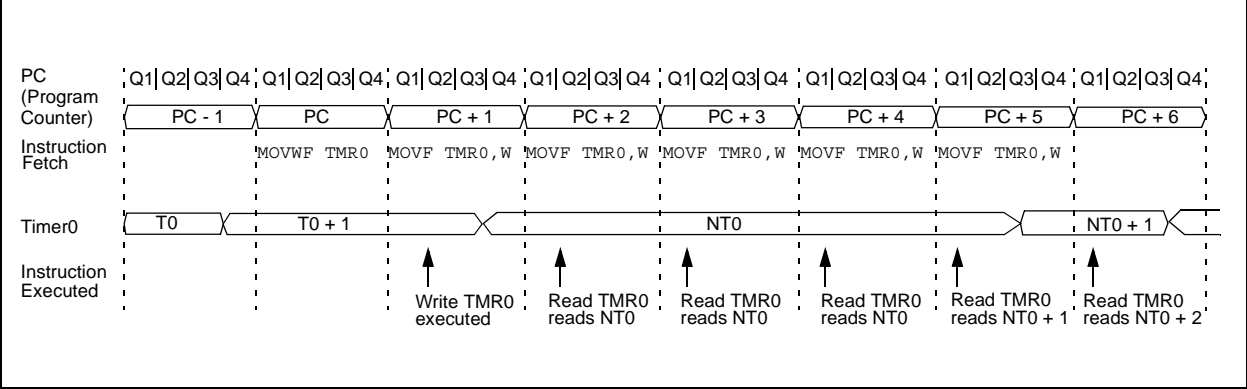 PC (Program Counter)
Q1| Q2| Q3| Q4 Q1| Q2| Q3| Q4 Q1| Q2| Q3| Q4 Q1| Q2| Q3| Q4 Q1| Q2| Q3| Q4 Q1| Q2| Q3| Q4 Q1| Q2| Q3| Q4 Q1| Q2| Q3| Q4
PC - 1 PC PC + 1 PC + 2 PC + 3 PC + 4 PC + 5 PC + 6
Instruction Fetch
MOVWF TMR0 MOVF TMR0,W MOVF TMR0,W MOVF TMR0,W MOVF TMR0,W MOVF TMR0,W
Timer0
T0 T0 + 1 NT0 NT0 + 1
Instruction Executed
Write TMR0 executed
Read TMR0 reads NT0
Read TMR0 reads NT0
Read TMR0 reads NT0
Read TMR0 reads NT0 + 1
Read TMR0 reads NT0 + 2